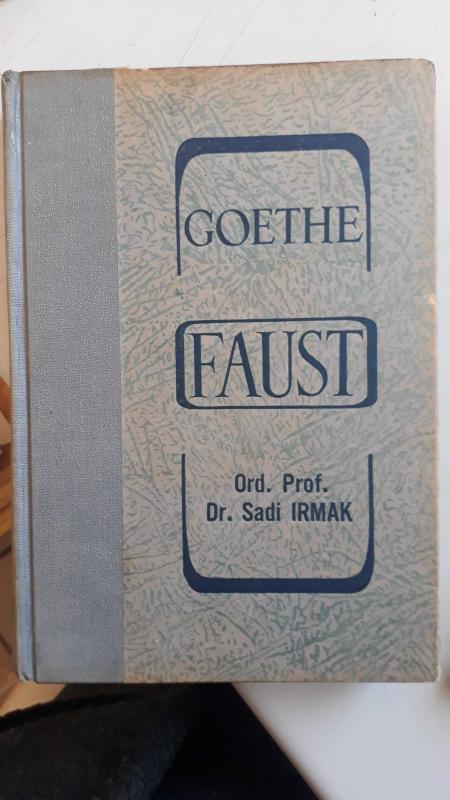 GOETHE
FAUST
Ord. Prof.
Dr. Sadi IRMAK